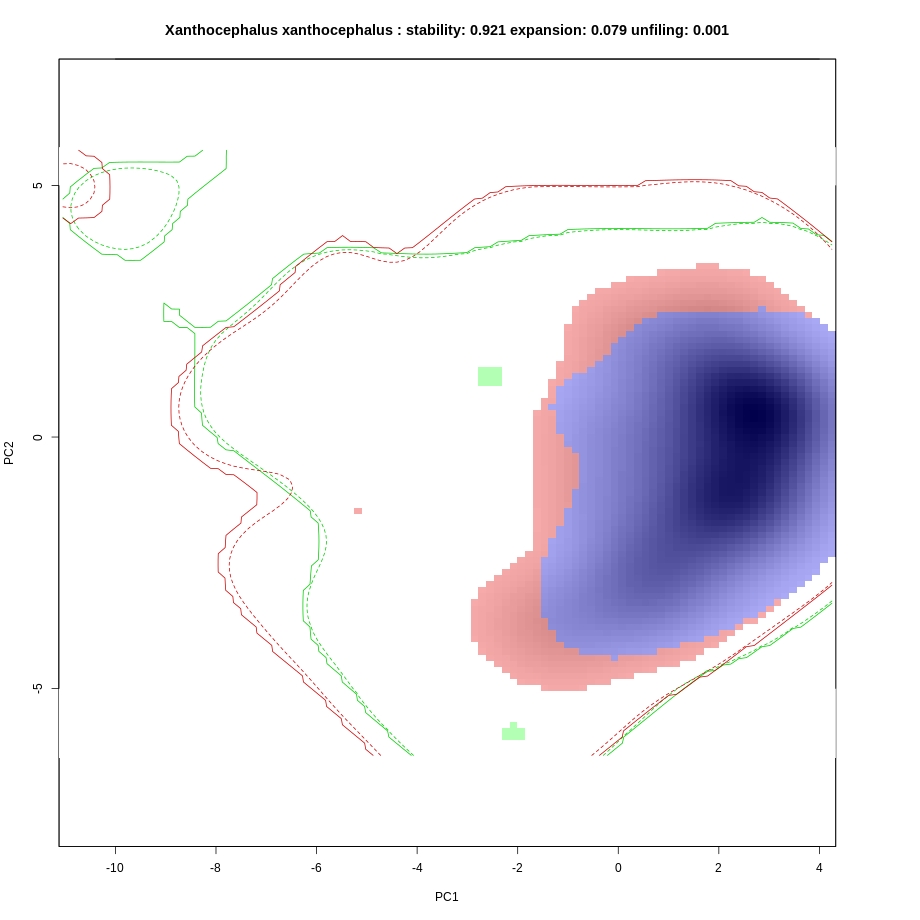 Xanthocephalus xanthocephalus : stability: 0.921 expansion: 0.079 unfiling: 0.001
5
0
-5
PC2
-10 -8 -6 -4 -2 0 2 4
PC1